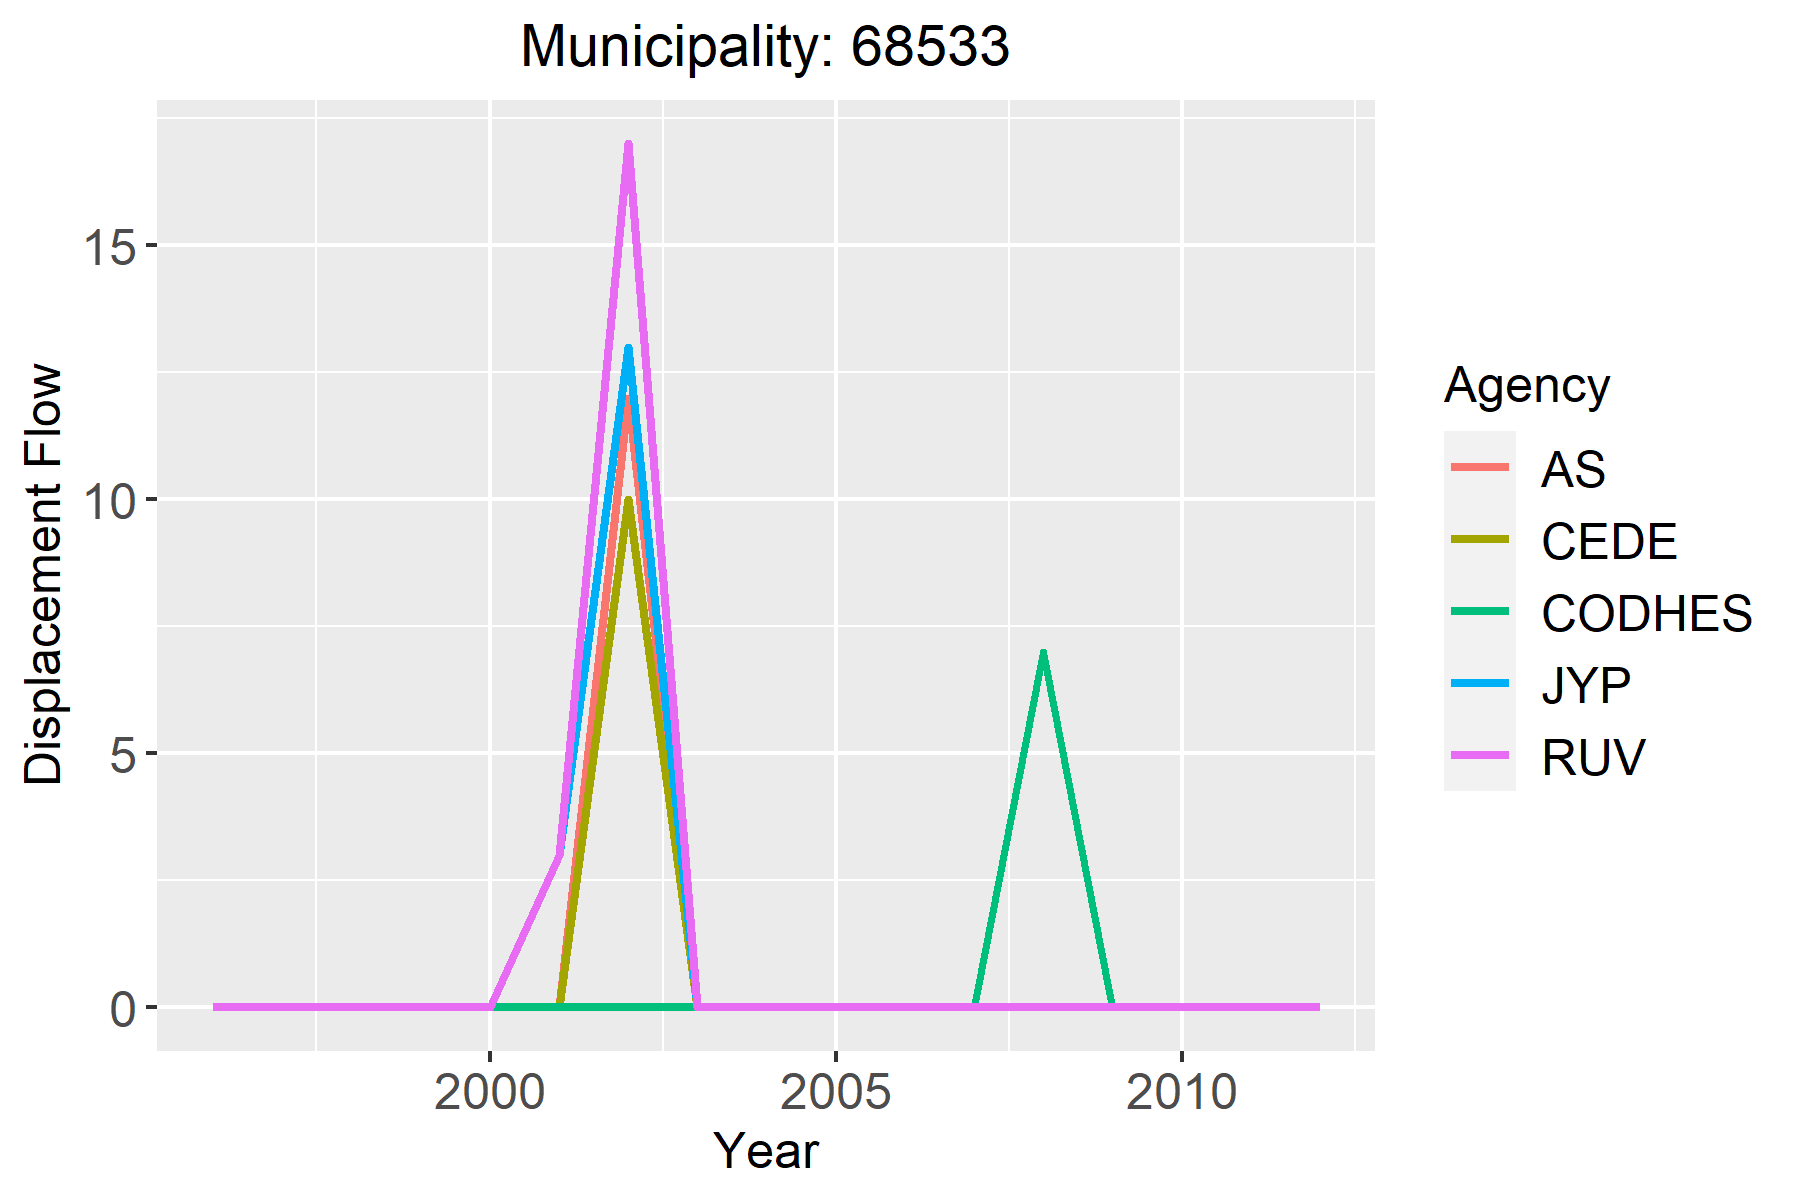 Municipality: 68533
Displacement Flow
15
10
5
0
2000 2005 2010
Year
Agency
AS
CEDE
CODHES
JYP
RUV